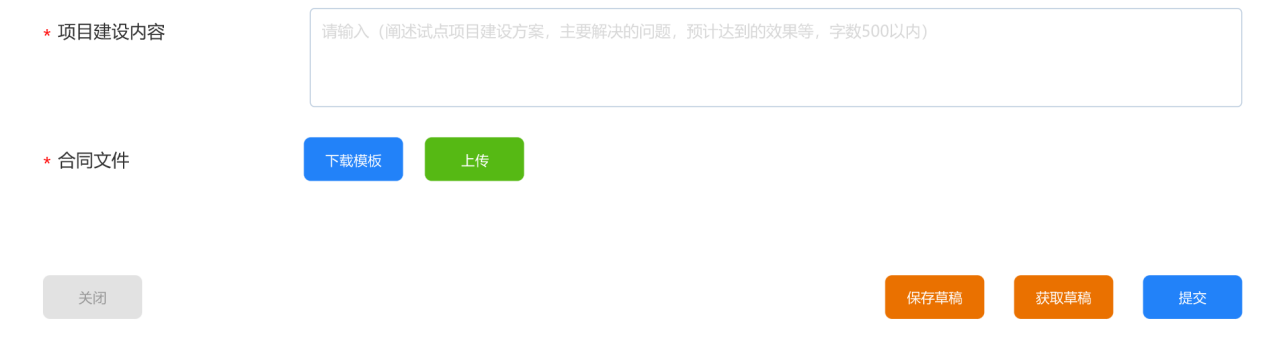 * 项目建设内容
请输入（阐述试点项目建设方案，主要解决的问题，预计达到的效果等，字数500以内）
* 合同文件
下载模板
上传
关闭
保存草稿
获取草稿
提交